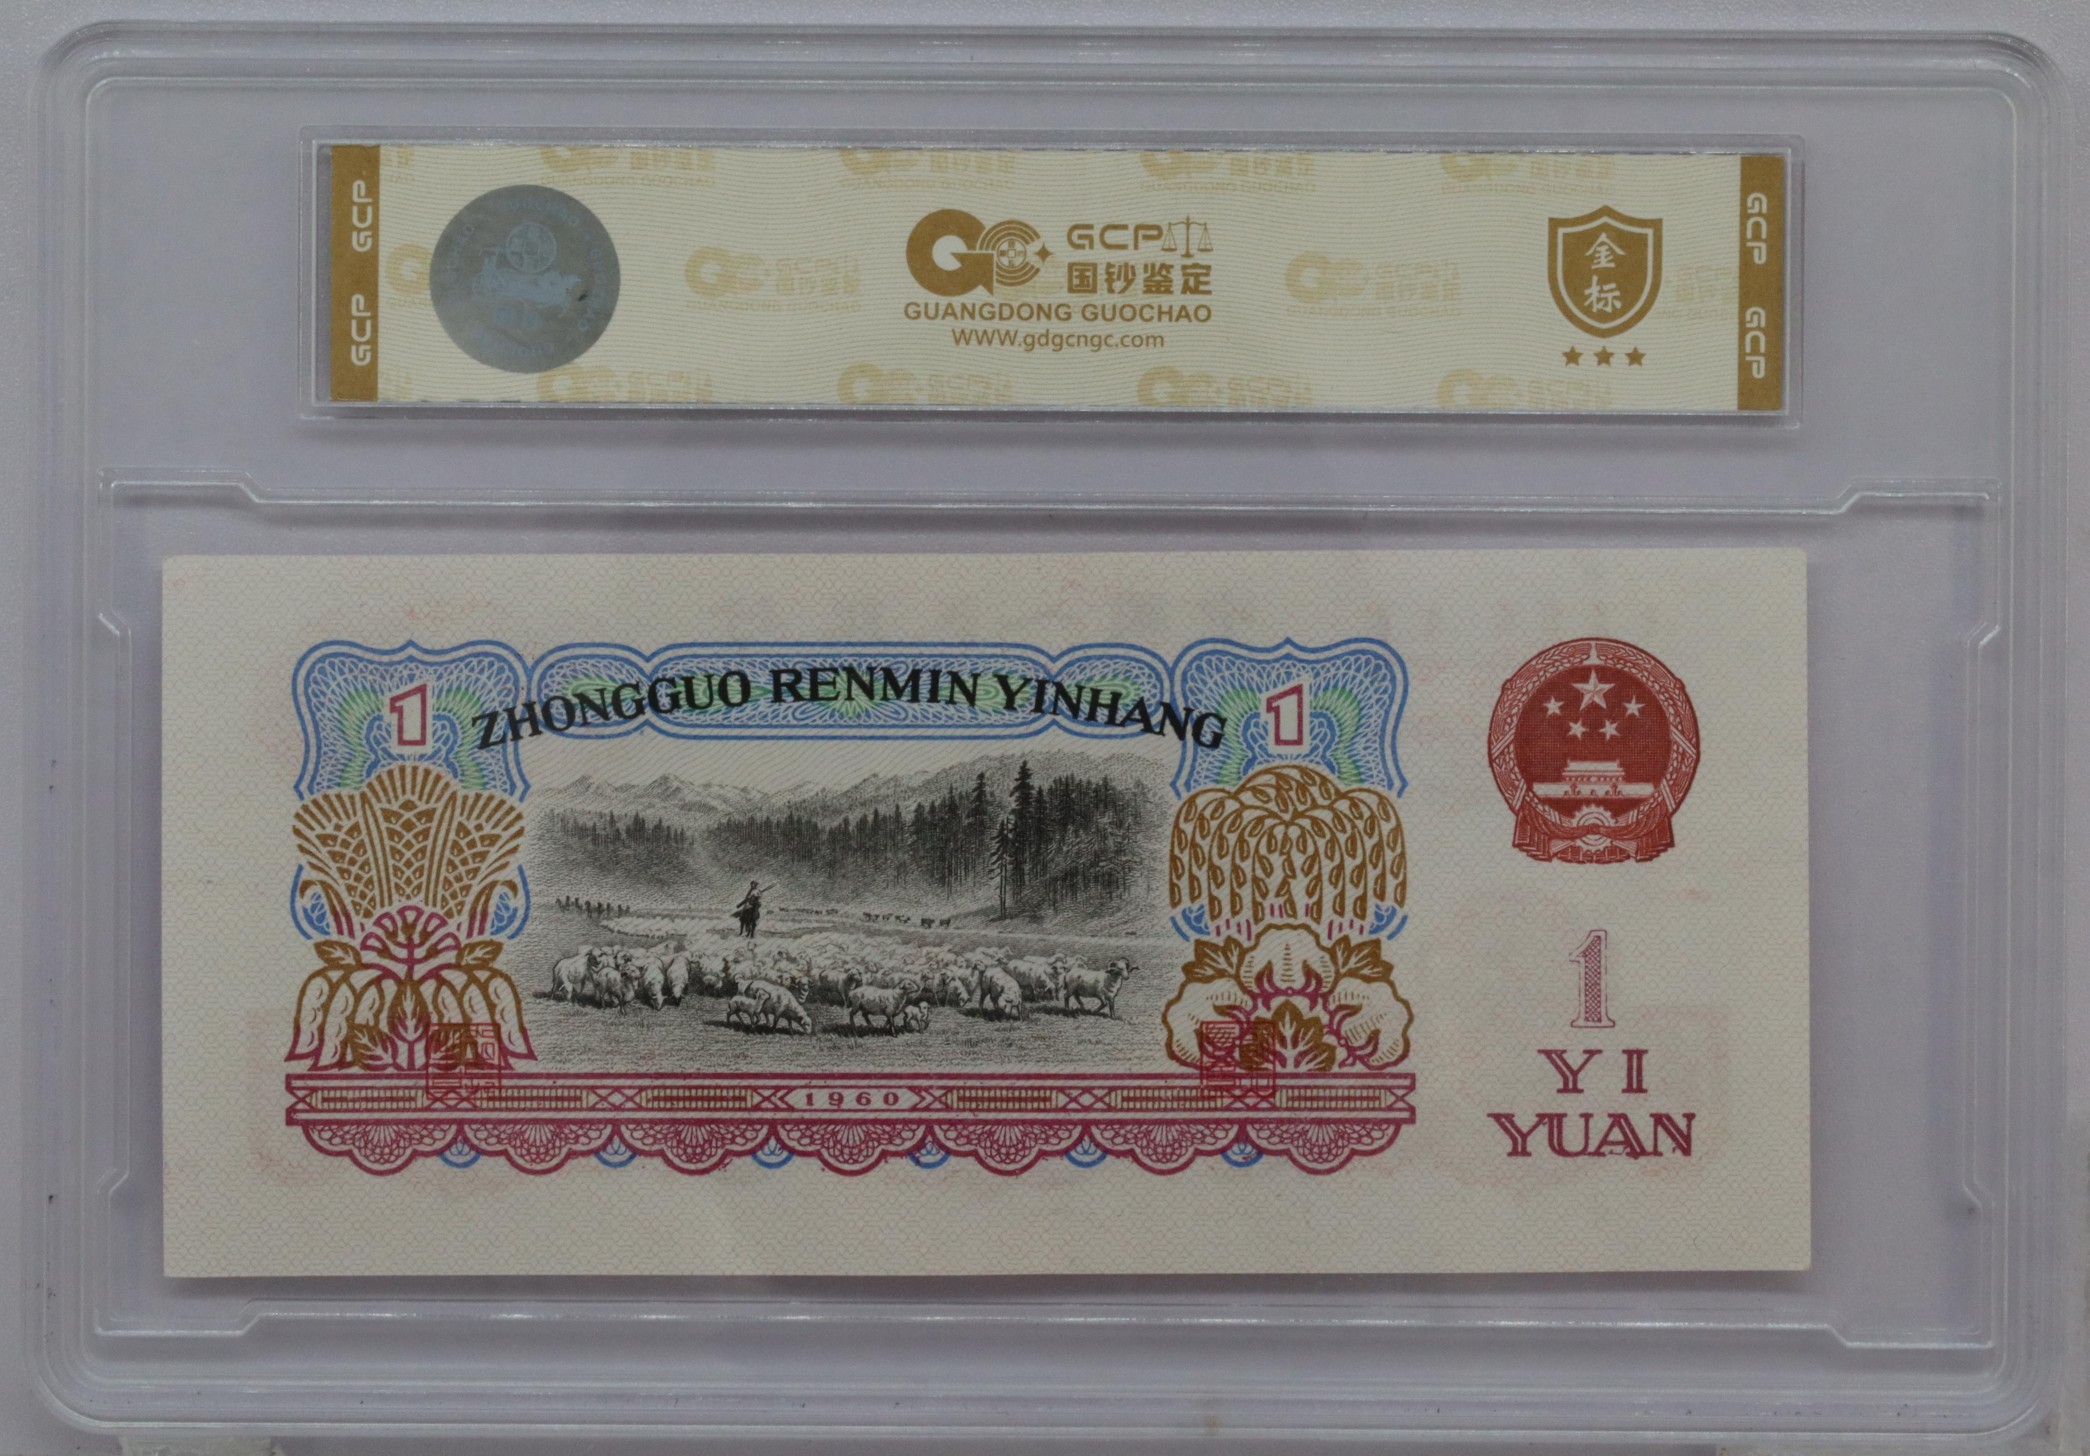 GCP
GCP
GCP
国钞鉴定
GUANGDONG GUOCHAO
WWW.gdgcngc.com
金标
GCP
GCP
1
ZHONGGUO RENMIN YINHANG
1
1960
1
YI
YUAN